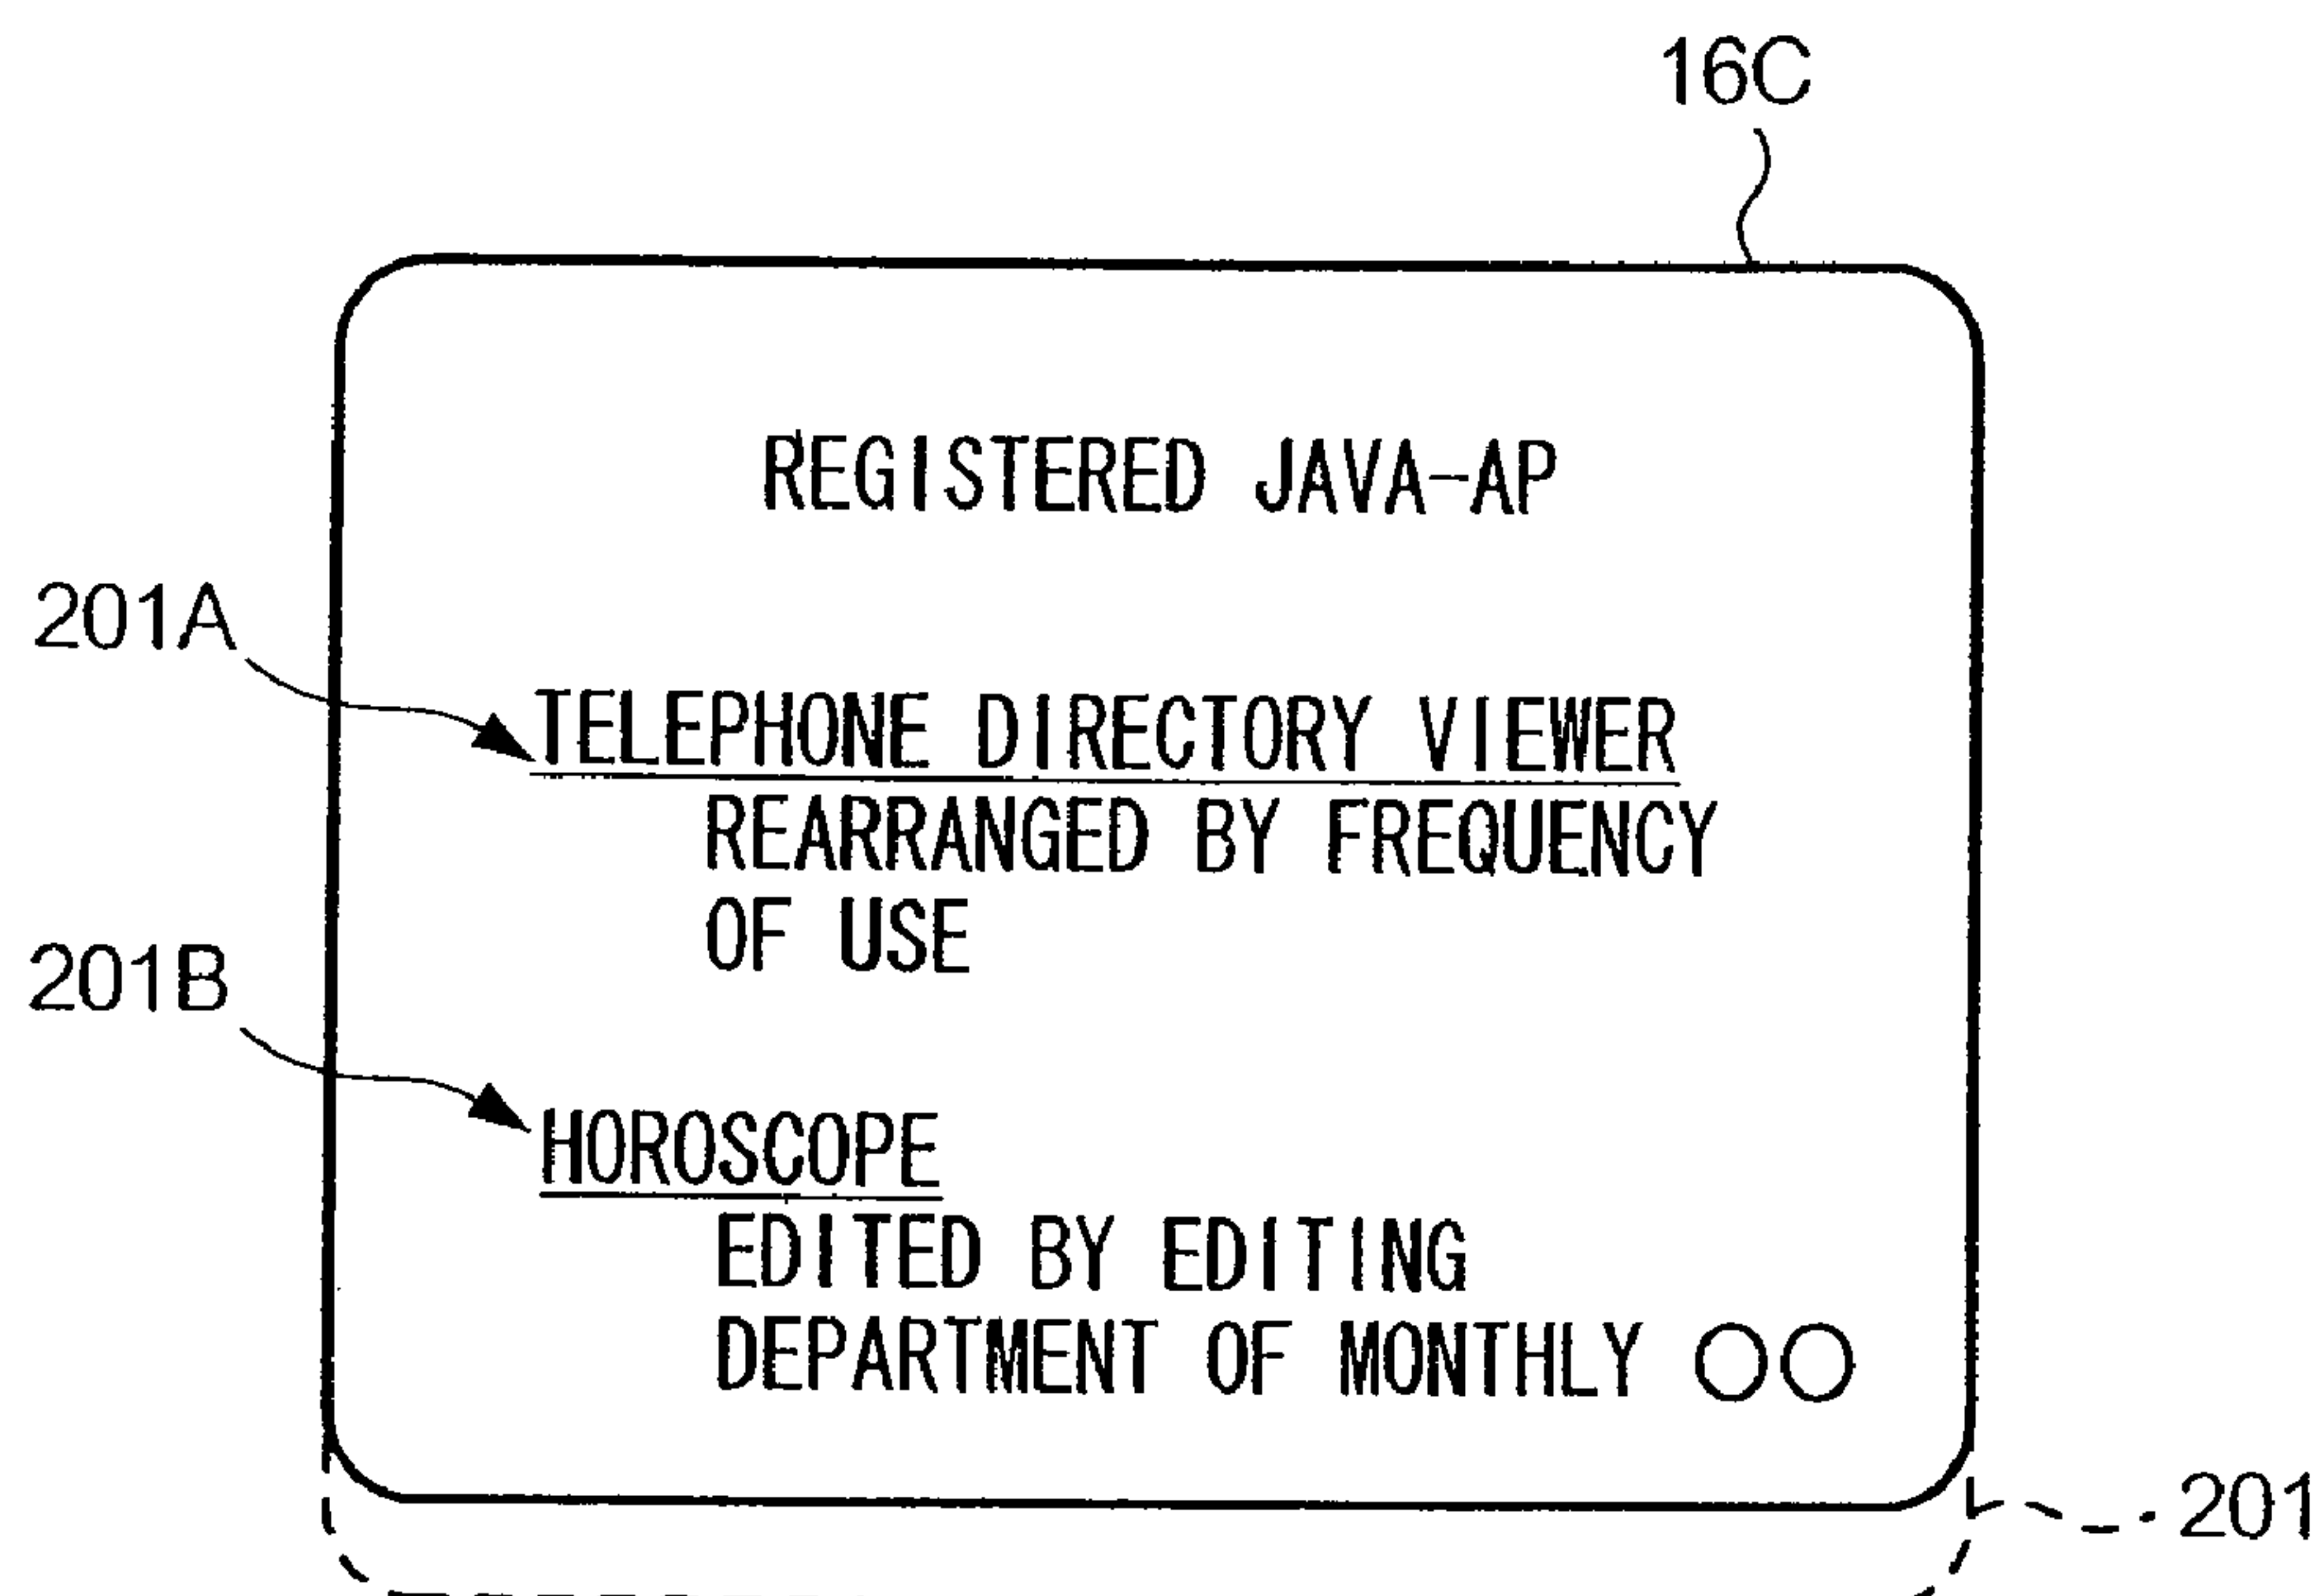 16C
REGISTERED JAVA-AP
201A
TELEPHONE DIRECTORY VIEWER
REARRANGED BY FREQUENCY
OF USE
201B
HOROSCOPE
EDITED BY EDITING
DEPARTMENT OF MONTHLY ○○
201